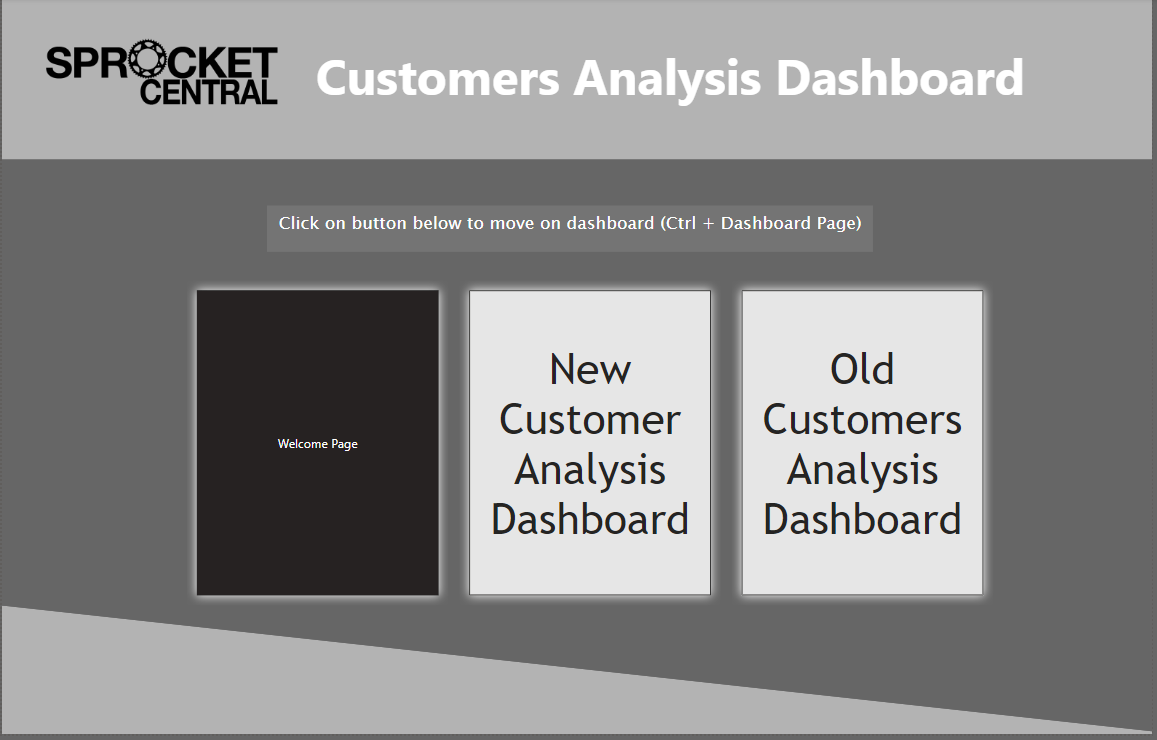 SPROCKET
CENTRAL
Customers Analysis Dashboard
Click on button below to move on dashboard (Ctrl + Dashboard Page)
Welcome Page
New
Customer
Analysis
Dashboard
Old
Customers
Analysis
Dashboard